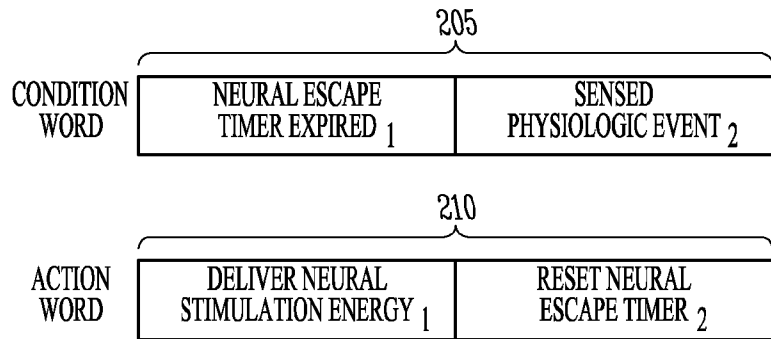 205
CONDITION WORD
NEURAL ESCAPE TIMER EXPIRED 1
SENSED PHYSIOLOGIC EVENT 2
210
ACTION WORD
DELIVER NEURAL STIMULATION ENERGY 1
RESET NEURAL ESCAPE TIMER 2